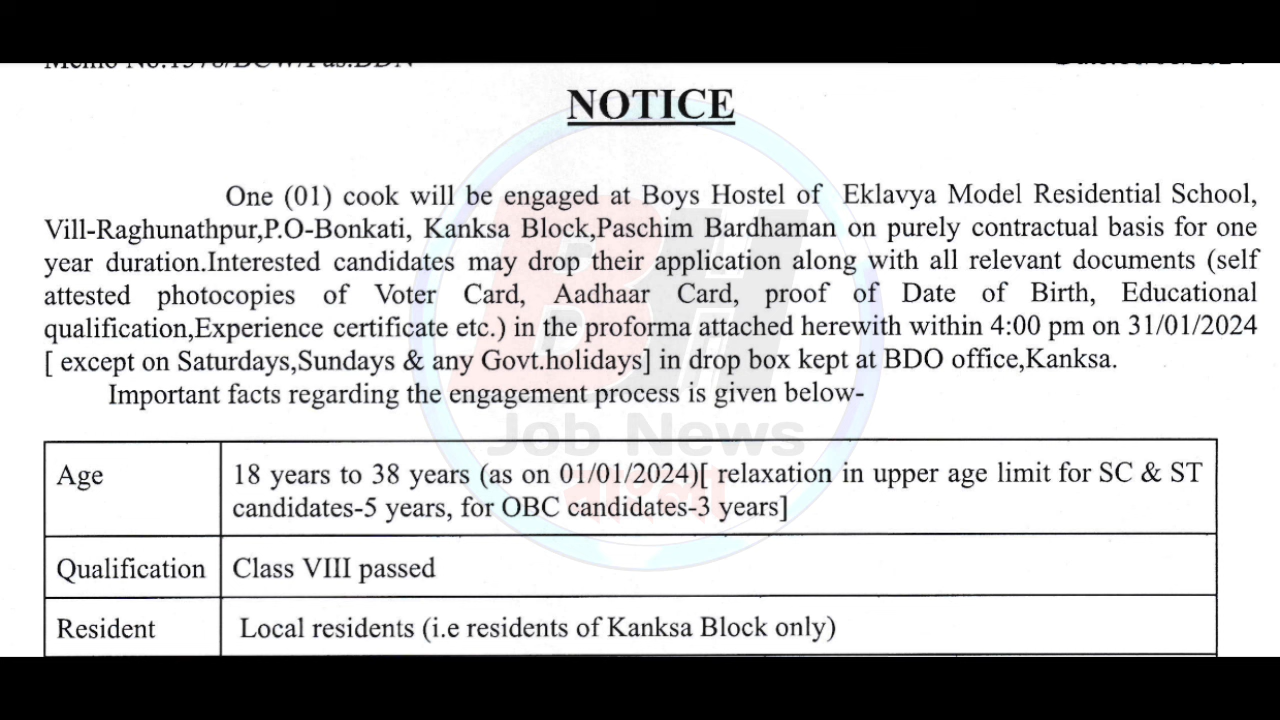 NOTICE
One (01) cook will be engaged at Boys Hostel of Eklavya Model Residential School,
Vill-Raghunathpur,P.O-Bonkati, Kanksa Block,Paschim Bardhaman on purely contractual basis for one
year duration.Interested candidates may drop their application along with all relevant documents (self
attested photocopies of Voter Card, Aadhaar Card, proof of Date of Birth, Educational
qualification,Experience certificate etc.) in the proforma attached herewith within 4:00 pm on 31/01/2024
[ except on Saturdays,Sundays & any Govt.holidays] in drop box kept at BDO office,Kanksa.
Important facts regarding the engagement process is given below-
BH
Job News
বাংলা
Age
18 years to 38 years (as on 01/01/2024)[ relaxation in upper age limit for SC & ST
candidates-5 years, for OBC candidates-3 years]
Qualification
Class VIII passed
Resident
Local residents (i.e residents of Kanksa Block only)